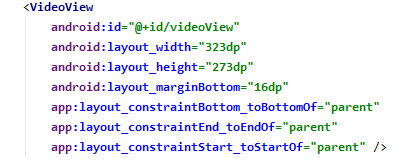 <VideoView
android:id="@+id/videoView"
android:layout_width="323dp"
android:layout_height="273dp"
android:layout_marginBottom="16dp"
app:layout_constraintBottom_toBottomOf="parent"
app:layout_constraintEnd_toEndOf="parent"
app:layout_constraintStart_toStartOf="parent" />